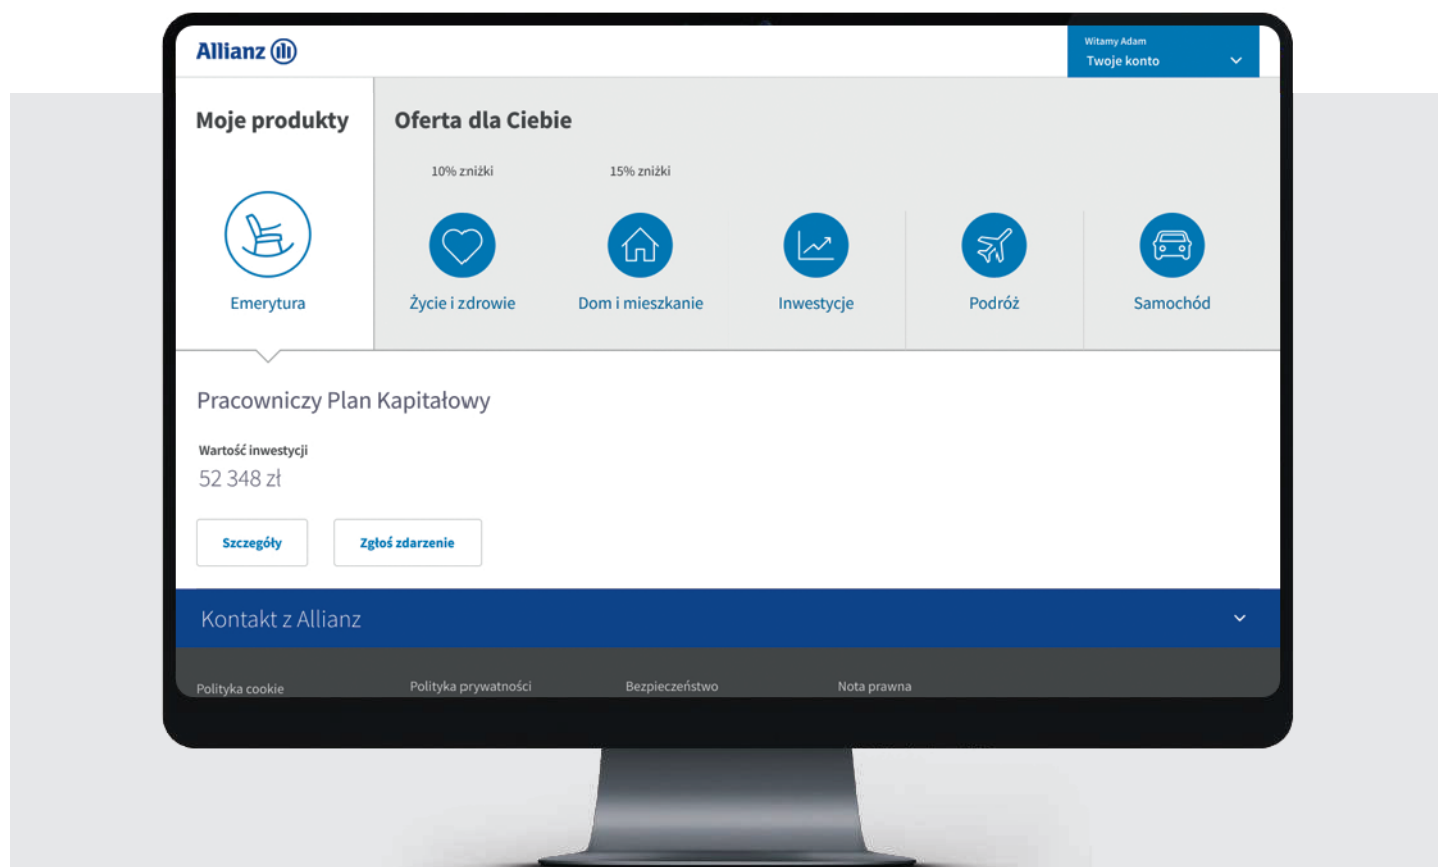 Allianz
Witamy Adam
Twoje konto
Moje produkty
Oferta dla Ciebie
10% zniżki
15% zniżki
Emerytura
Życie i zdrowie
Dom i mieszkanie
Inwestycje
Podróż
Samochód
Pracowniczy Plan Kapitałowy
Wartość inwestycji
52 348 zł
Szczegóły
Zgłoś zdarzenie
Kontakt z Allianz
Polityka cookie
Polityka prywatności
Bezpieczeństwo
Nota prawna